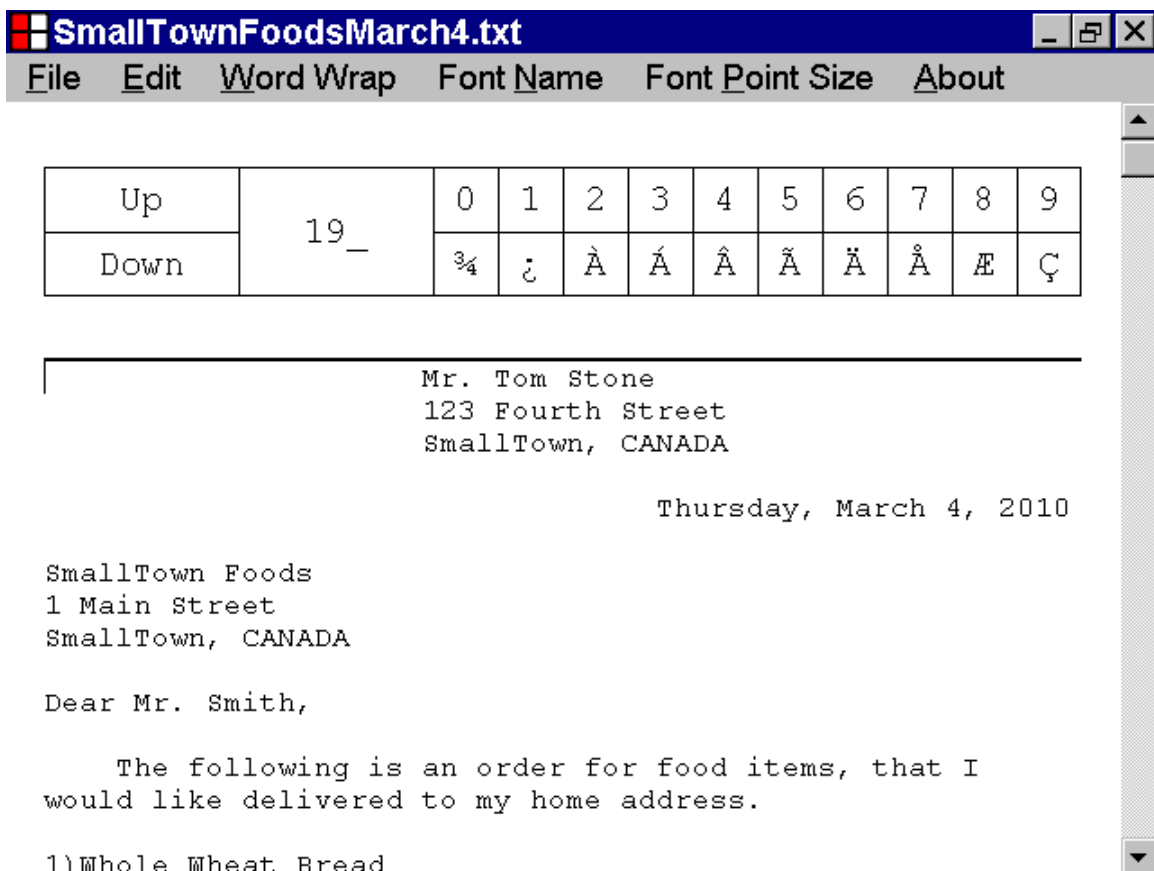 SmallTownFoodsMarch4.txt
File Edit Word Wrap Font Name Font Point Size About
Up 19_ 0 1 2 3 4 5 6 7 8 9
Down ¾ ¿ À Á Â Ã Ä Å Æ Ç
Mr. Tom Stone
123 Fourth Street
SmallTown, CANADA
Thursday, March 4, 2010
SmallTown Foods
1 Main Street
SmallTown, CANADA
Dear Mr. Smith,
The following is an order for food items, that I
would like delivered to my home address.
1)Whole Wheat Bread